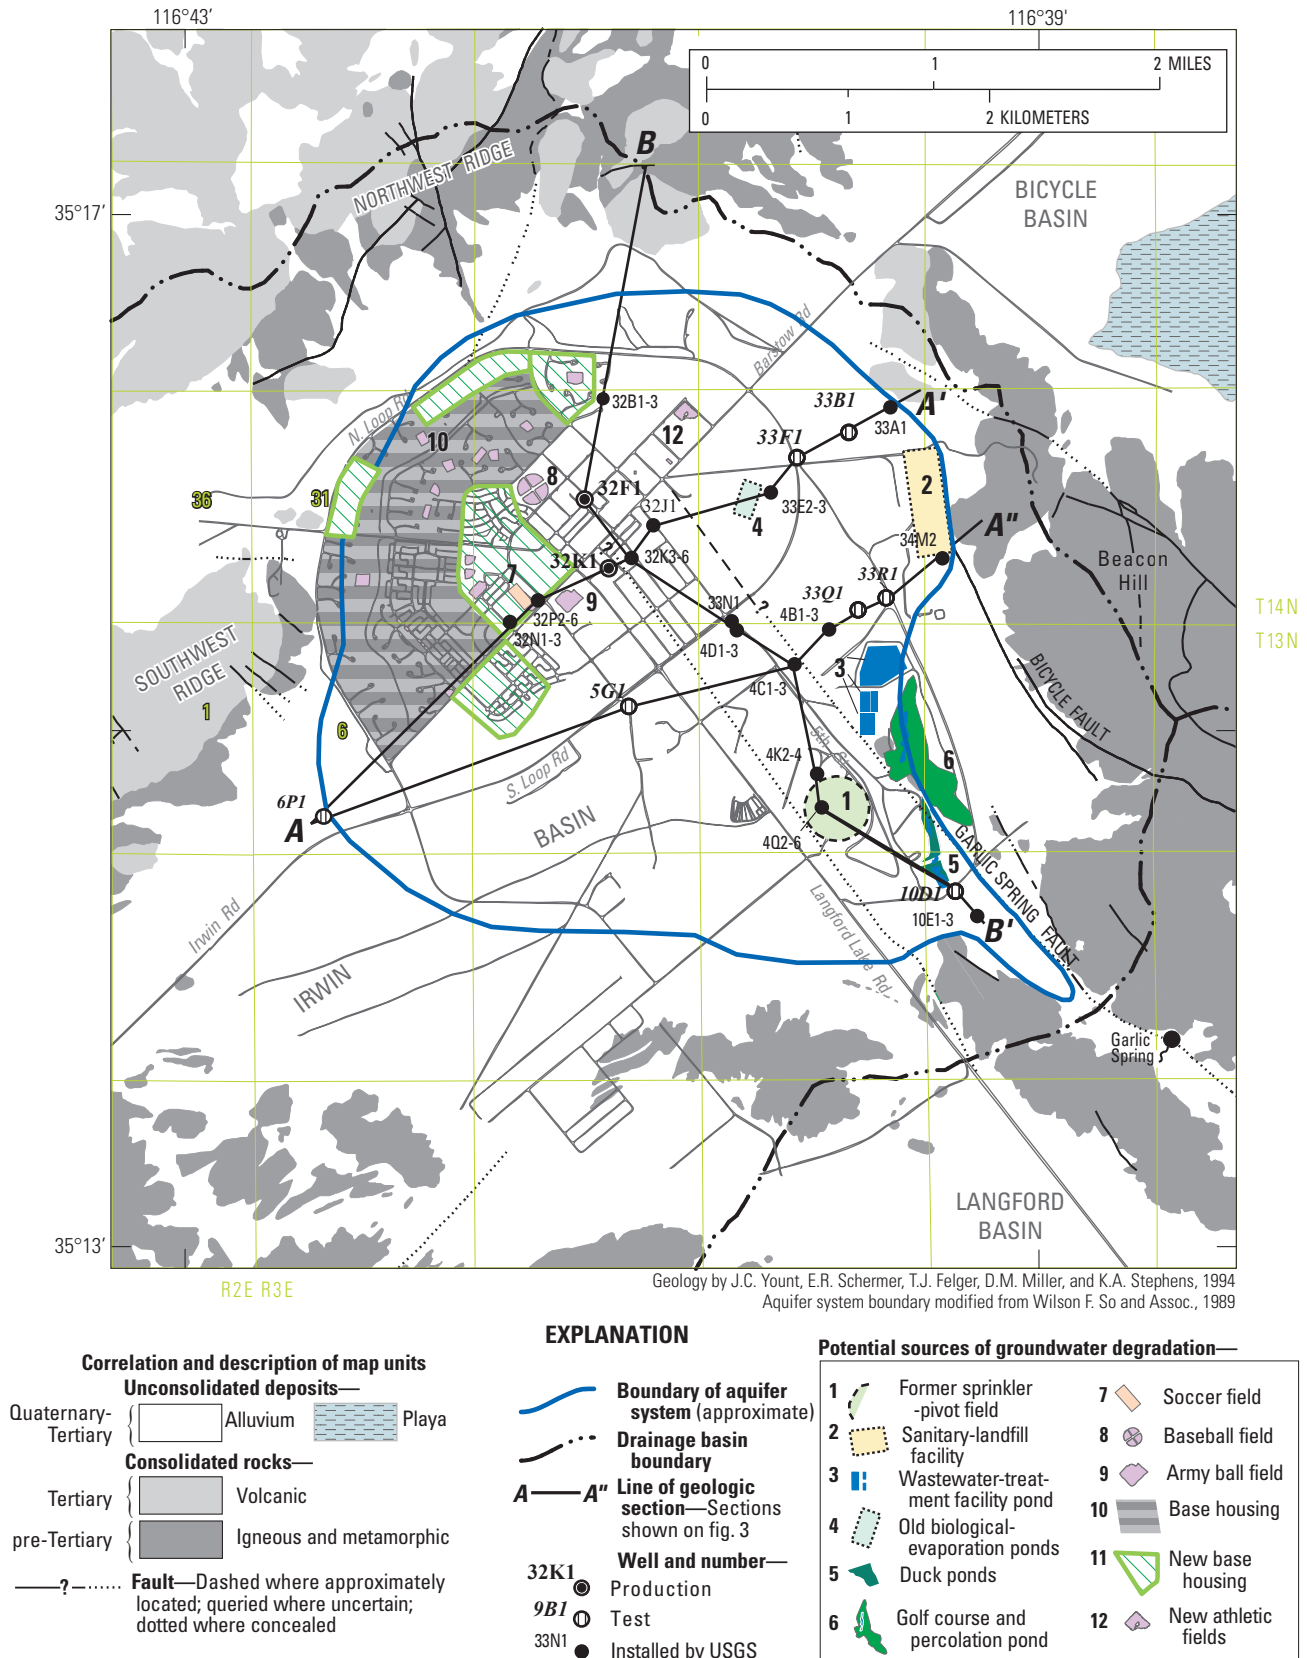 116°43′
116°39'
0
1
2 MILES
0
1
2 KILOMETERS
B
NORTHWEST RIDGE
BICYCLE
BASIN
35°17′
Barstow Rd
33B1
A'
32B1-3
33A1
N. Loop Rd
12
33F1
10
8
32F1
2
36
31
32J1
4
33E2-3
A"
34M2
?
32K1
32K3-6
Beacon
Hill
33R1
7
33Q1
?
9
33N1
4B1-3
32P2-6
T14N
32N1-3
T13N
4D1-3
SOUTHWEST
RIDGE
3
BICYCLE FAULT
5G1
4C1-3
1
6
5th St
4K2-4
6
S. Loop Rd
6P1
1
A
BASIN
4Q2-6
GARLIC SPRING FAULT
5
10D1
Langford Lake Rd
Irwin Rd
10E1-3
B'
IRWIN
Garlic
Spring
LANGFORD
BASIN
35°13′
R2E R3E
Geology by J.C. Yount, E.R. Schermer, T.J. Felger, D.M. Miller, and K.A. Stephens, 1994
Aquifer system boundary modified from Wilson F. So and Assoc., 1989
EXPLANATION
Correlation and description of map units
Unconsolidated deposits—
Quaternary-
Tertiary
Alluvium
Playa
Consolidated rocks—
Tertiary
Volcanic
pre-Tertiary
Igneous and metamorphic
?
Fault—Dashed where approximately
located; queried where uncertain;
dotted where concealed
Boundary of aquifer
system (approximate)
Drainage basin
boundary
A
A"
Line of geologic
section—Sections
shown on fig. 3
Well and number—
32K1
Production
9B1
Test
33N1
Installed by USGS
Potential sources of groundwater degradation—
1
Former sprinkler
-pivot field
2
Sanitary-landfill
facility
3
Wastewater-treat-
ment facility pond
4
Old biological-
evaporation ponds
5
Duck ponds
6
Golf course and
percolation pond
7
Soccer field
8
Baseball field
9
Army ball field
10
Base housing
11
New base
housing
12
New athletic
fields